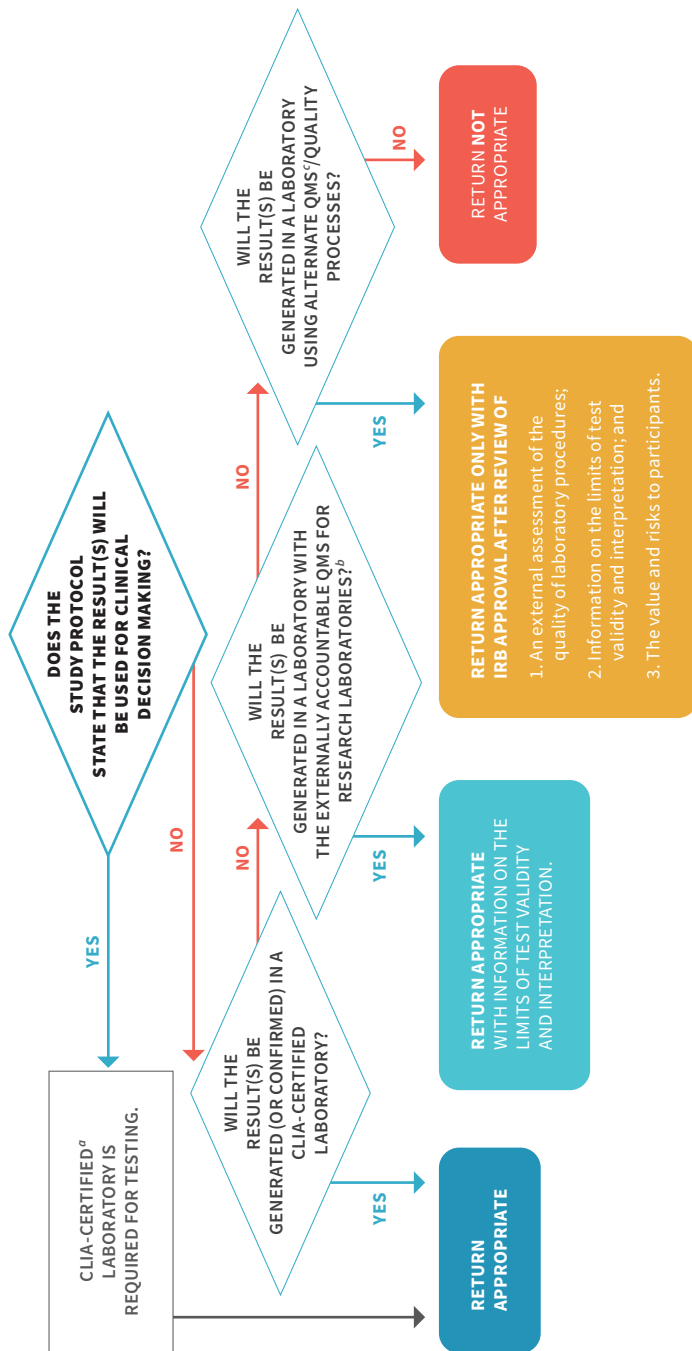 DOES THE
STUDY PROTOCOL
STATE THAT THE RESULT(S) WILL
BE USED FOR CLINICAL
DECISION MAKING?
YES
NO
CLIA-CERTIFIEDᵃ
LABORATORY IS
REQUIRED FOR TESTING.
WILL THE
RESULT(S) BE
GENERATED (OR CONFIRMED) IN A
CLIA-CERTIFIED
LABORATORY?
NO
YES
WILL THE
RESULT(S) BE
GENERATED IN A LABORATORY WITH
THE EXTERNALLY ACCOUNTABLE QMS FOR
RESEARCH LABORATORIES?ᵇ
NO
YES
WILL THE
RESULT(S) BE
GENERATED IN A LABORATORY
USING ALTERNATE QMSᶜ/QUALITY
PROCESSES?
YES
NO
RETURN
APPROPRIATE
RETURN APPROPRIATE
WITH INFORMATION ON THE
LIMITS OF TEST VALIDITY
AND INTERPRETATION.
RETURN APPROPRIATE ONLY WITH
IRB APPROVAL AFTER REVIEW OF
1. An external assessment of the
quality of laboratory procedures;
2. Information on the limits of test
validity and interpretation; and
3. The value and risks to participants.
RETURN NOT
APPROPRIATE